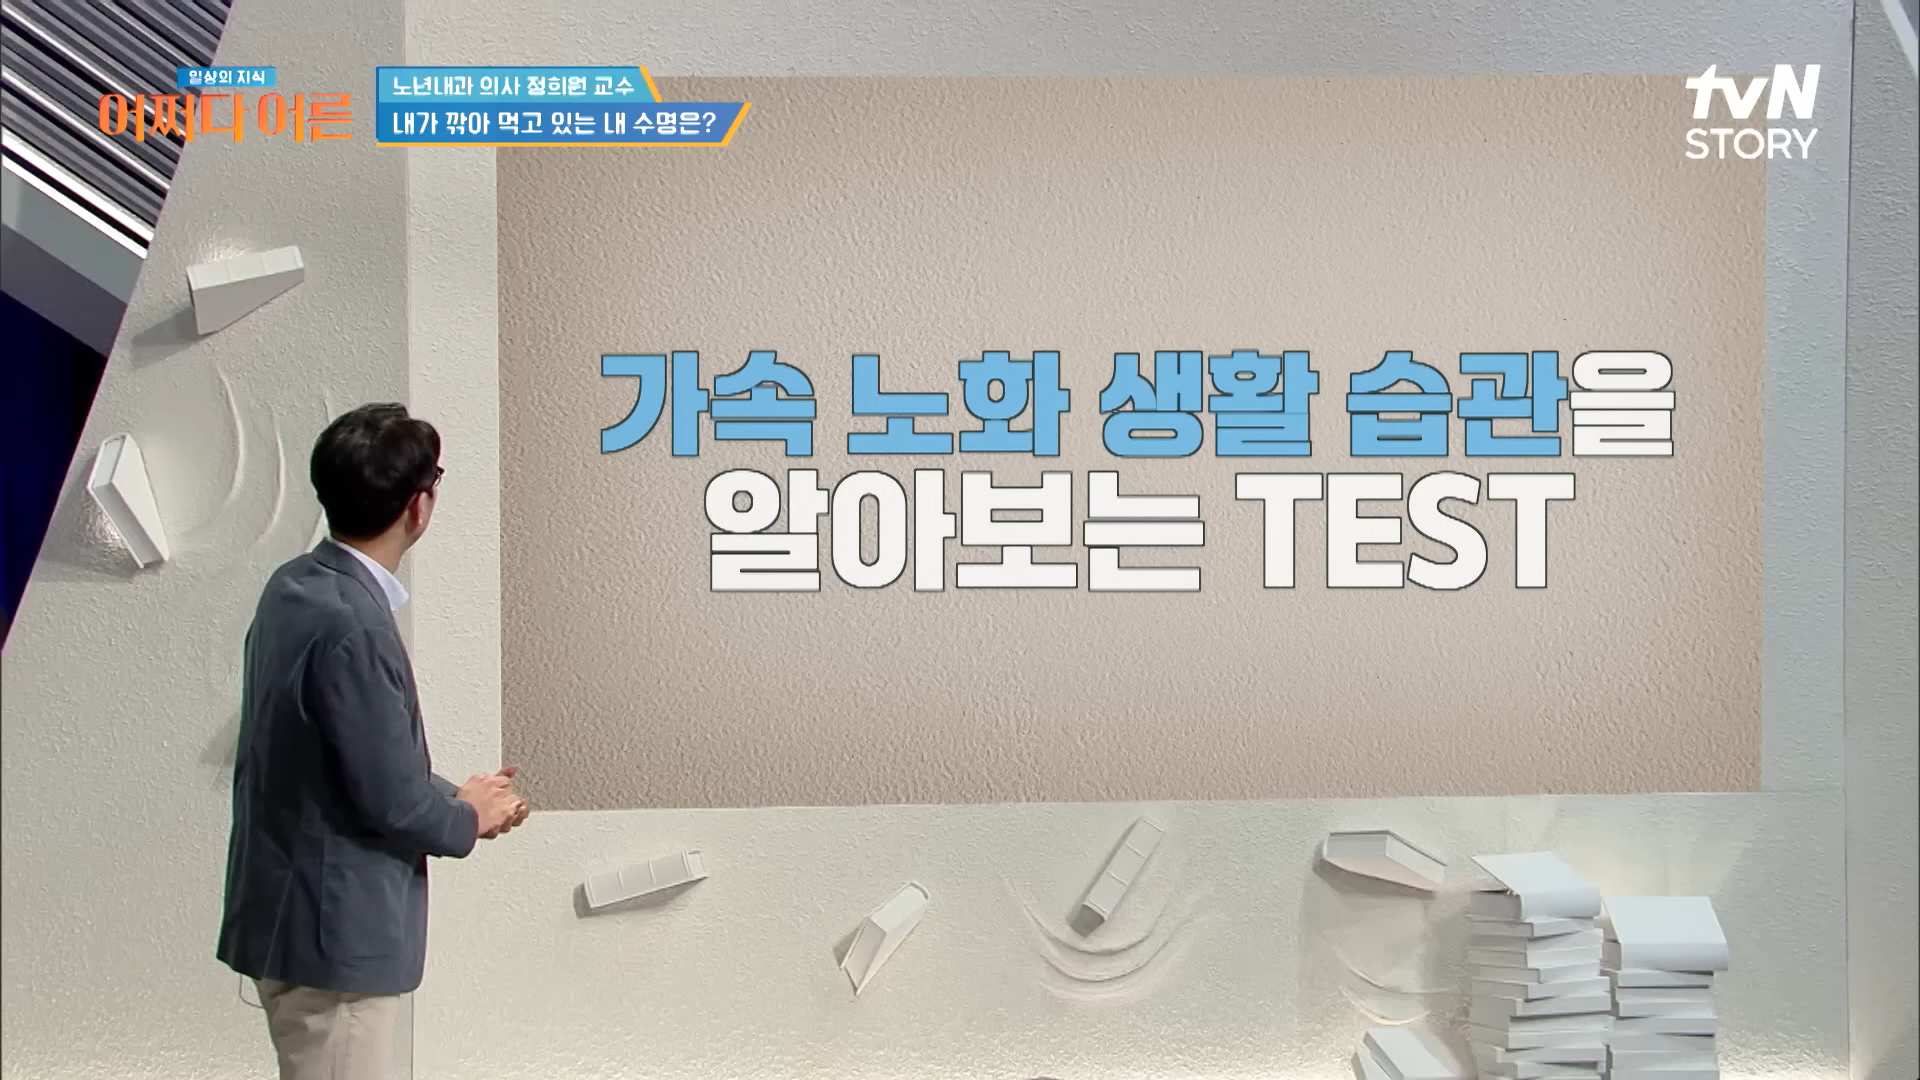 일상의 지식
어쩌다 어른
노년내과 의사 정희원 교수
내가 깎아 먹고 있는 내 수명은?
tvN
STORY
가속 노화 생활 습관을
알아보는 TEST